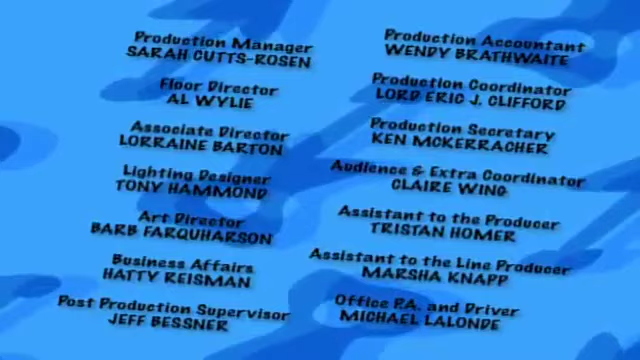 Production Manager
SARAH CUTTS-ROSEN
Floor Director
AL WYLIE
Associate Director
LORRAINE BARTON
Lighting Designer
TONY HAMMOND
Art Director
BARB FARQUHARSON
Business Affairs
HATTY REISMAN
Post Production Supervisor
JEFF BESSNER
Production Accountant
WENDY BRATHWAITE
Production Coordinator
LORD ERIC J. CLIFFORD
Production Secretary
KEN MCKERRACHER
Audience & Extra Coordinator
CLAIRE WING
Assistant to the Producer
TRISTAN HOMER
Assistant to the Line Producer
MARSHA KNAPP
Office P.A. and Driver
MICHAEL LALONDE